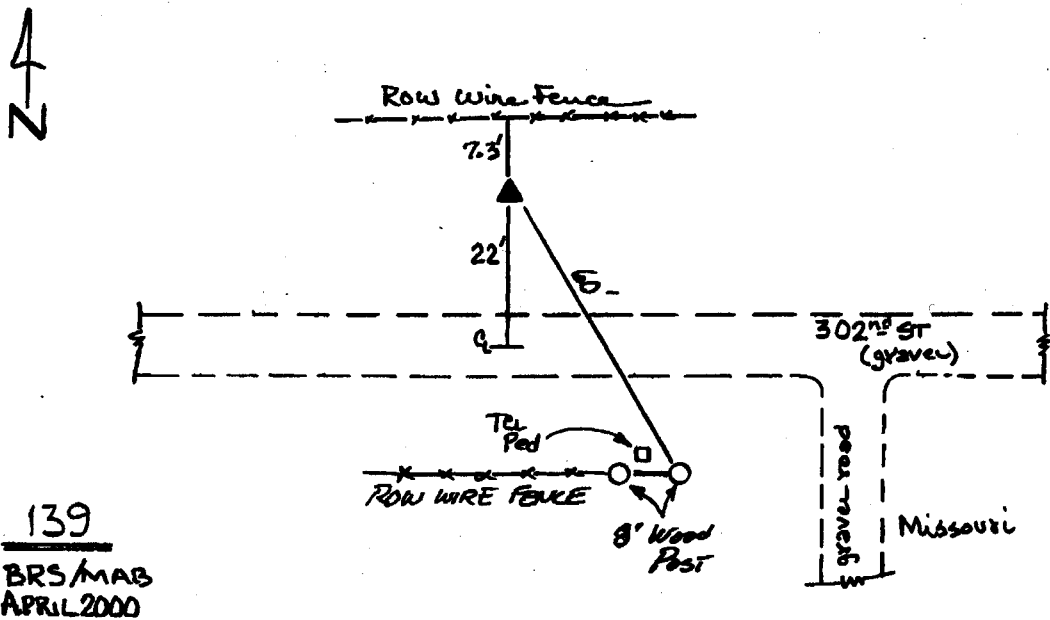 N
Row Wire Fence
7.3'
22'
CL
302nd ST
(gravel)
Tel
Ped
ROW WIRE FENCE
8" Wood
Post
gravel road
Missouri
139
BRS/MAB
APRIL 2000